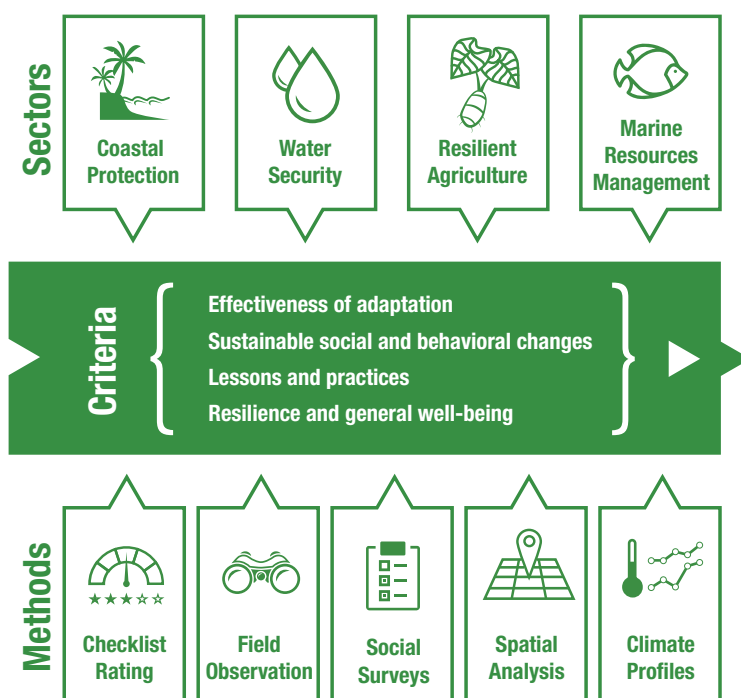 Sectors
Coastal
Protection
Water
Security
Resilient
Agriculture
Marine
Resources
Management
Criteria
Effectiveness of adaptation
Sustainable social and behavioral changes
Lessons and practices
Resilience and general well-being
Methods
Checklist
Rating
Field
Observation
Social
Surveys
Spatial
Analysis
Climate
Profiles